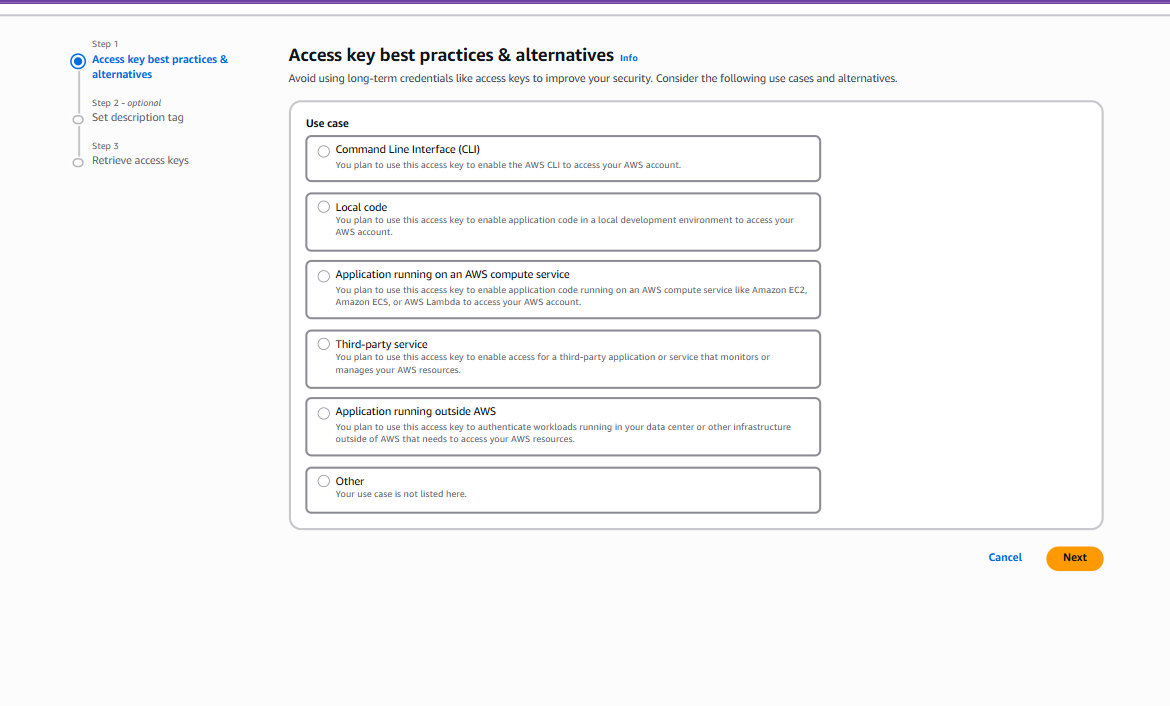 Step 1
Access key best practices &
alternatives
Step 2 - optional
Set description tag
Step 3
Retrieve access keys
Access key best practices & alternatives Info
Avoid using long-term credentials like access keys to improve your security. Consider the following use cases and alternatives.
Use case
Command Line Interface (CLI)
You plan to use this access key to enable the AWS CLI to access your AWS account.
Local code
You plan to use this access key to enable application code in a local development environment to access your
AWS account.
Application running on an AWS compute service
You plan to use this access key to enable application code running on an AWS compute service like Amazon EC2,
Amazon ECS, or AWS Lambda to access your AWS account.
Third-party service
You plan to use this access key to enable access for a third-party application or service that monitors or
manages your AWS resources.
Application running outside AWS
You plan to use this access key to authenticate workloads running in your data center or other infrastructure
outside of AWS that needs to access your AWS resources.
Other
Your use case is not listed here.
Cancel
Next